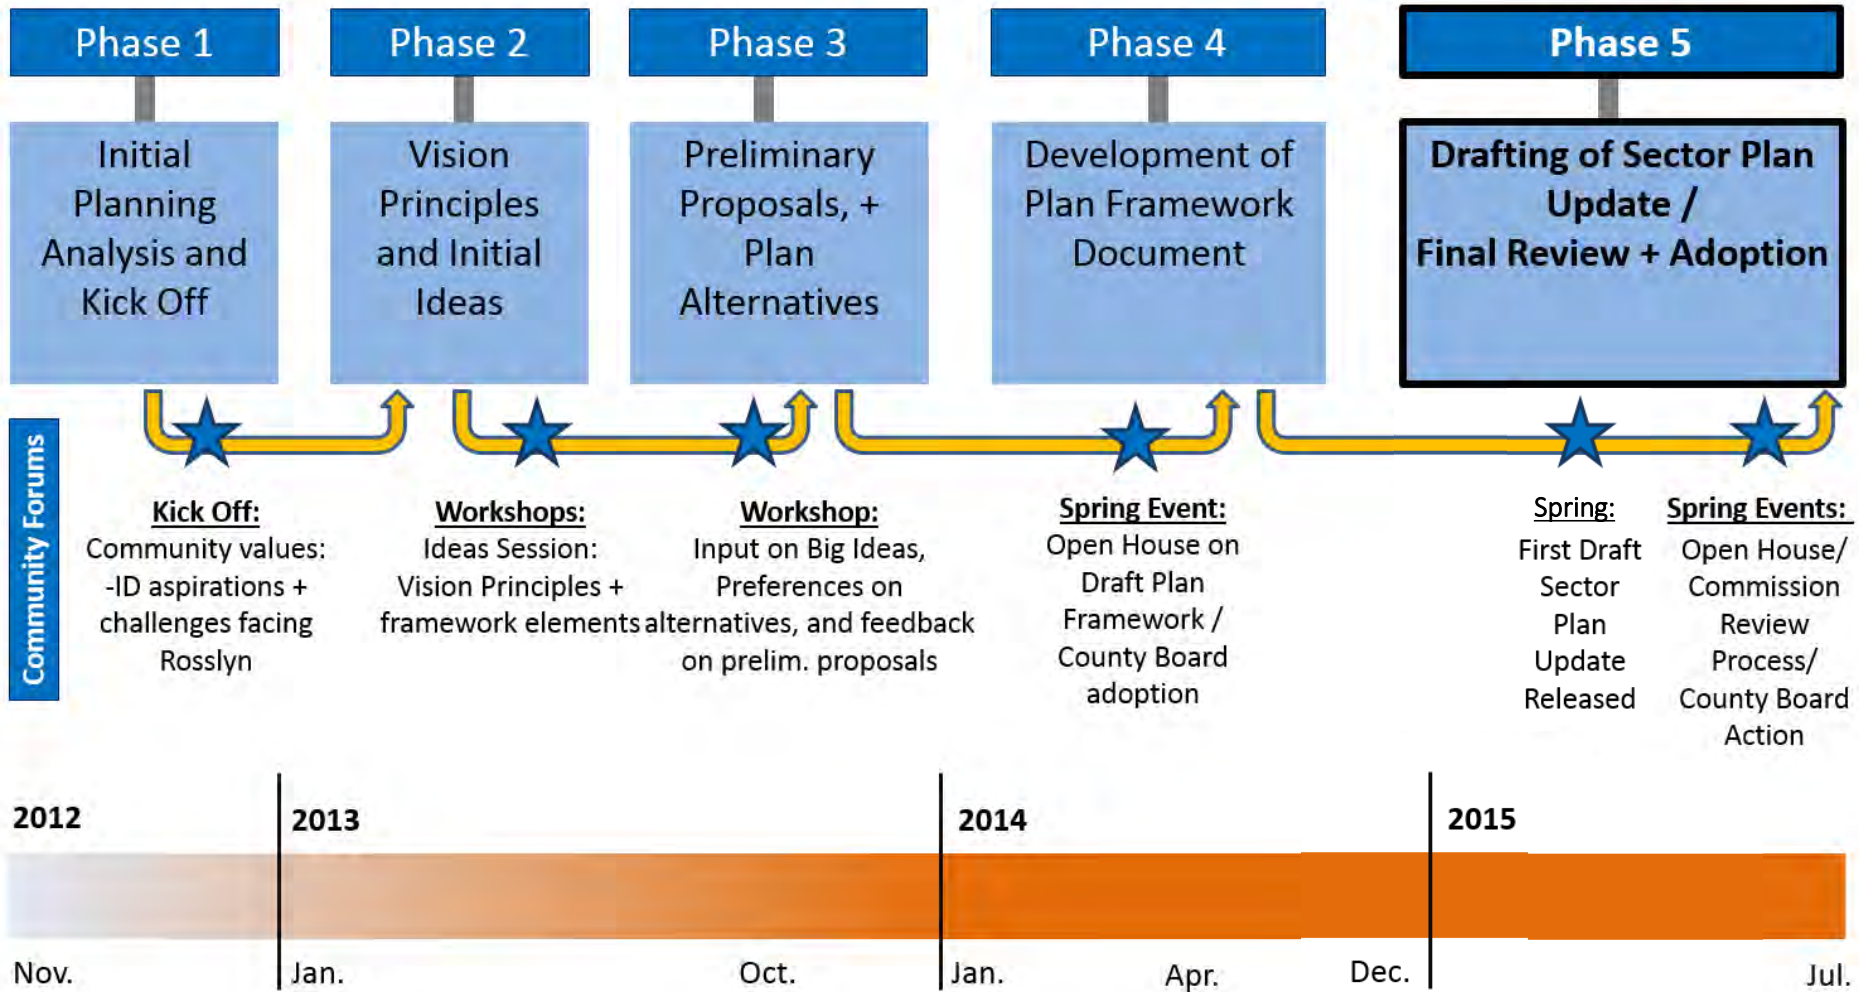 Phase 1
Phase 2
Phase 3
Phase 4
Phase 5
Initial
Planning
Analysis and
Kick Off
Vision
Principles
and Initial
Ideas
Preliminary
Proposals, +
Plan
Alternatives
Development of
Plan Framework
Document
Drafting of Sector Plan
Update /
Final Review + Adoption
Community Forums
Kick Off:
Community values:
-ID aspirations +
challenges facing
Rosslyn
Workshops:
Ideas Session:
Vision Principles +
framework elements
Workshop:
Input on Big Ideas,
Preferences on
alternatives, and feedback
on prelim. proposals
Spring Event:
Open House on
Draft Plan
Framework /
County Board
adoption
Spring:
First Draft
Sector
Plan
Update
Released
Spring Events:
Open House/
Commission
Review
Process/
County Board
Action
2012
2013
2014
2015
Nov.
Jan.
Oct.
Jan.
Apr.
Dec.
Jul.